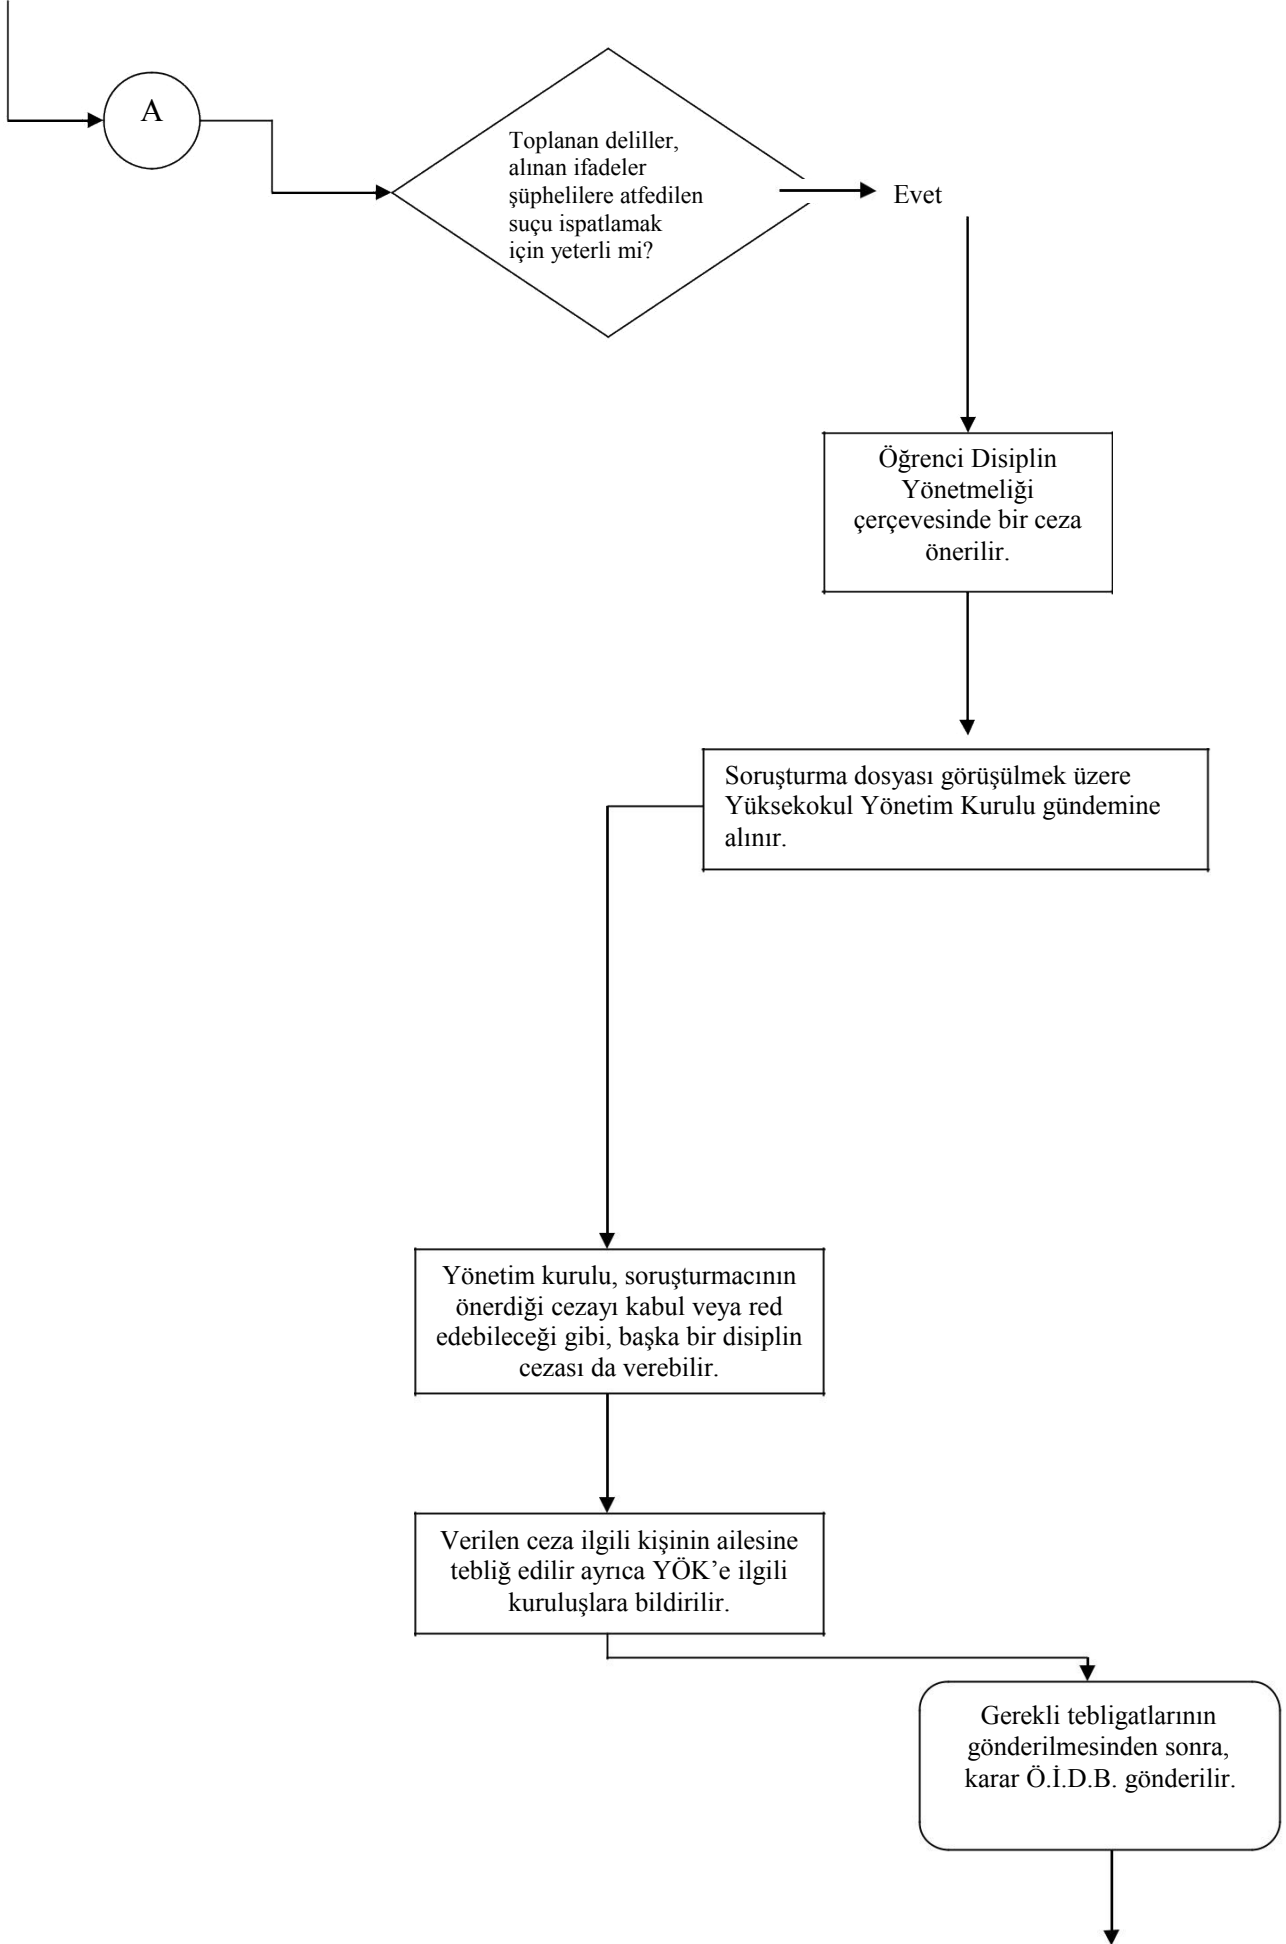 A
Toplanan deliller,
alınan ifadeler
şüphelilere atfedilen
suçu ispatlamak
için yeterli mi?
Evet
Öğrenci Disiplin
Yönetmeliği
çerçevesinde bir ceza
önerilir.
Soruşturma dosyası görüşülmek üzere
Yüksekokul Yönetim Kurulu gündemine
alınır.
Yönetim kurulu, soruşturmacının
önerdiği cezayı kabul veya red
edebileceği gibi, başka bir disiplin
cezası da verebilir.
Verilen ceza ilgili kişinin ailesine
tebliğ edilir ayrıca YÖK’e ilgili
kuruluşlara bildirilir.
Gerekli tebligatlarının
gönderilmesinden sonra,
karar Ö.İ.D.B. gönderilir.